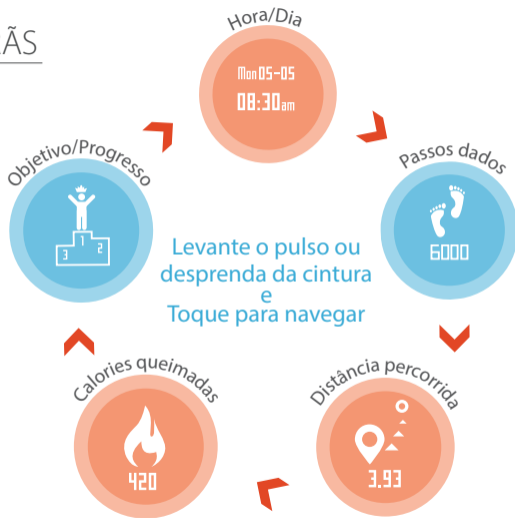 ÃS
Hora/Dia
Mon 05-05
08:30am
Passos dados
6000
Distância percorrida
3.93
Calories queimadas
420
Objetivo/Progresso
1
2
3
Levante o pulso ou
desprenda da cintura
e
Toque para navegar